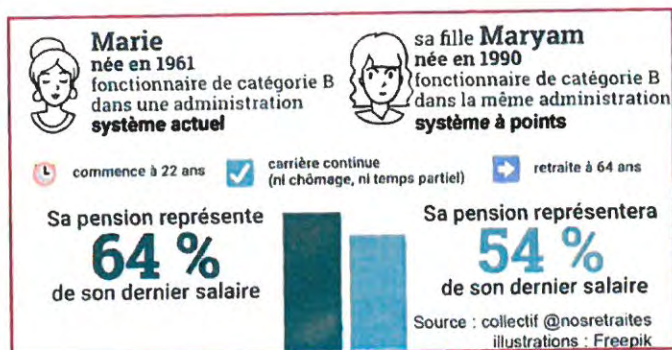 Marie
née en 1961
fonctionnaire de catégorie B
dans une administration
système actuel
sa fille Maryam
née en 1990
fonctionnaire de catégorie B
dans la même administration
système à points
commence à 22 ans
carrière continue
(ni chômage, ni temps partiel)
retraite à 64 ans
Sa pension représente
64 %
de son dernier salaire
Sa pension représentera
54 %
de son dernier salaire
Source : collectif @nosretraites
illustrations : Freepik